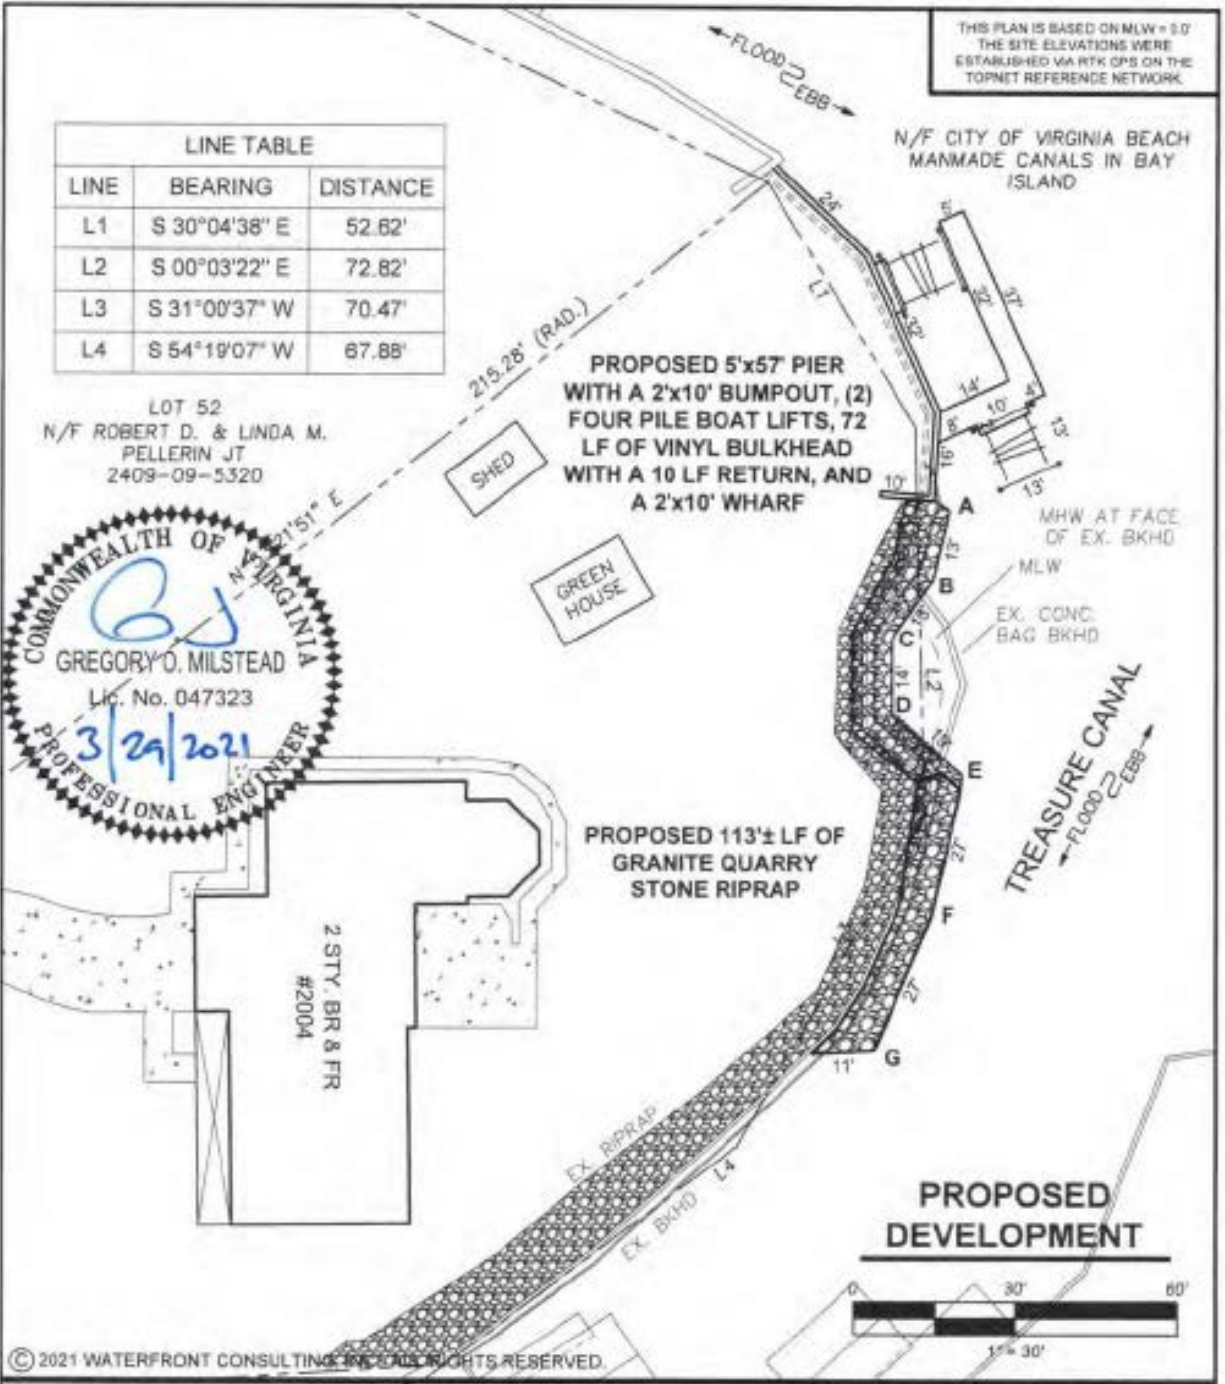 THIS PLAN IS BASED ON MLW = 0.0'
THE SITE ELEVATIONS WERE
ESTABLISHED VIA RTK GPS ON THE
TOPNET REFERENCE NETWORK.
FLOOD
EBB
N/F CITY OF VIRGINIA BEACH
MANMADE CANALS IN BAY
ISLAND
LINE TABLE
LINE BEARING DISTANCE
L1 S 30°04'38" E 52.62'
L2 S 00°03'22" E 72.82'
L3 S 31°00'37" W 70.47'
L4 S 54°19'07" W 67.88'
24'
5'
32'
22'
37'
14'
4'
10'
8'
13'
16'
13'
10'
215.28' (RAD.)
21'51" E
N
PROPOSED 5'x57' PIER
WITH A 2'x10' BUMPOUT, (2)
FOUR PILE BOAT LIFTS, 72
LF OF VINYL BULKHEAD
WITH A 10 LF RETURN, AND
A 2'x10' WHARF
LOT 52
N/F ROBERT D. & LINDA M.
PELLERIN JT
2409-09-5320
SHED
GREEN
HOUSE
A
13'
B
C
14'
L2
D
E
27'
F
27'
G
11'
MHW AT FACE
OF EX. BKHD
MLW
EX. CONC.
BAG BKHD
TREASURE CANAL
FLOOD
EBB
COMMONWEALTH OF VIRGINIA
GREGORY O. MILSTEAD
Lic. No. 047323
3/29/2021
PROFESSIONAL ENGINEER
PROPOSED 113'± LF OF
GRANITE QUARRY
STONE RIPRAP
2 STY. BR & FR
#2004
EX. RIPRAP
L4
EX. BKHD
PROPOSED
DEVELOPMENT
0 30' 60'
1" = 30'
© 2021 WATERFRONT CONSULTING, INC. ALL RIGHTS RESERVED.